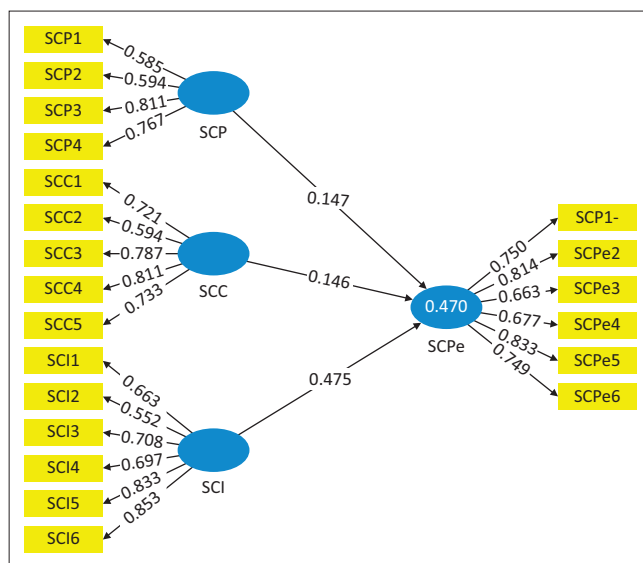 SCP1
SCP2
SCP3
SCP4
0.585
0.594
0.811
0.767
SCP
SCC1
SCC2
SCC3
SCC4
SCC5
0.721
0.594
0.787
0.811
0.733
SCC
SCI1
SCI2
SCI3
SCI4
SCI5
SCI6
0.663
0.552
0.708
0.697
0.833
0.853
SCI
0.147
0.146
0.475
0.470
SCPe
0.750
0.814
0.663
0.677
0.833
0.749
SCP1-
SCPe2
SCPe3
SCPe4
SCPe5
SCPe6